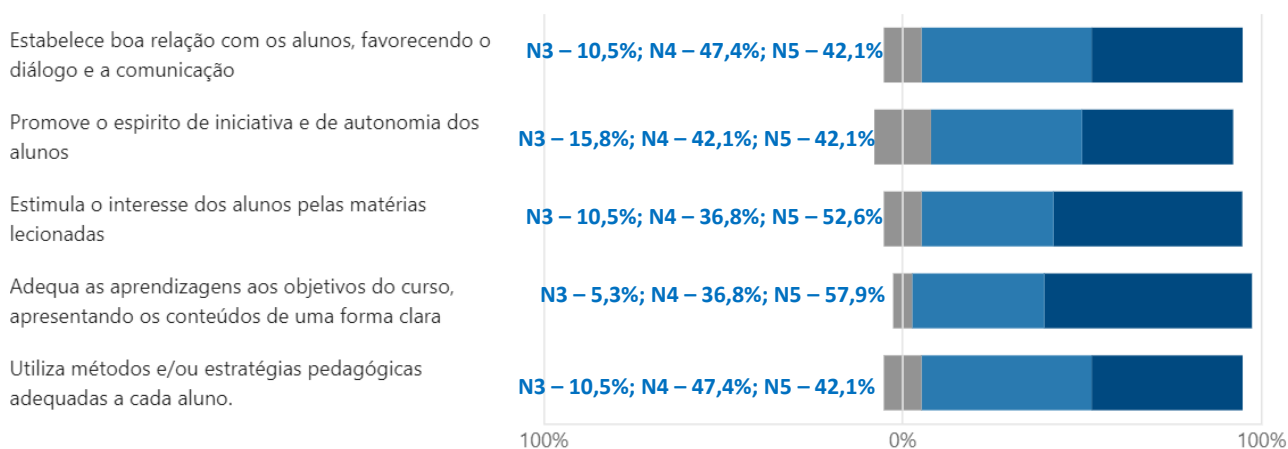 Estabelece boa relação com os alunos, favorecendo o
diálogo e a comunicação
N3 – 10,5%; N4 – 47,4%; N5 – 42,1%
Promove o espirito de iniciativa e de autonomia dos
alunos
N3 – 15,8%; N4 – 42,1%; N5 – 42,1%
Estimula o interesse dos alunos pelas matérias
lecionadas
N3 – 10,5%; N4 – 36,8%; N5 – 52,6%
Adequa as aprendizagens aos objetivos do curso,
apresentando os conteúdos de uma forma clara
N3 – 5,3%; N4 – 36,8%; N5 – 57,9%
Utiliza métodos e/ou estratégias pedagógicas
adequadas a cada aluno.
N3 – 10,5%; N4 – 47,4%; N5 – 42,1%
100% 0% 100%